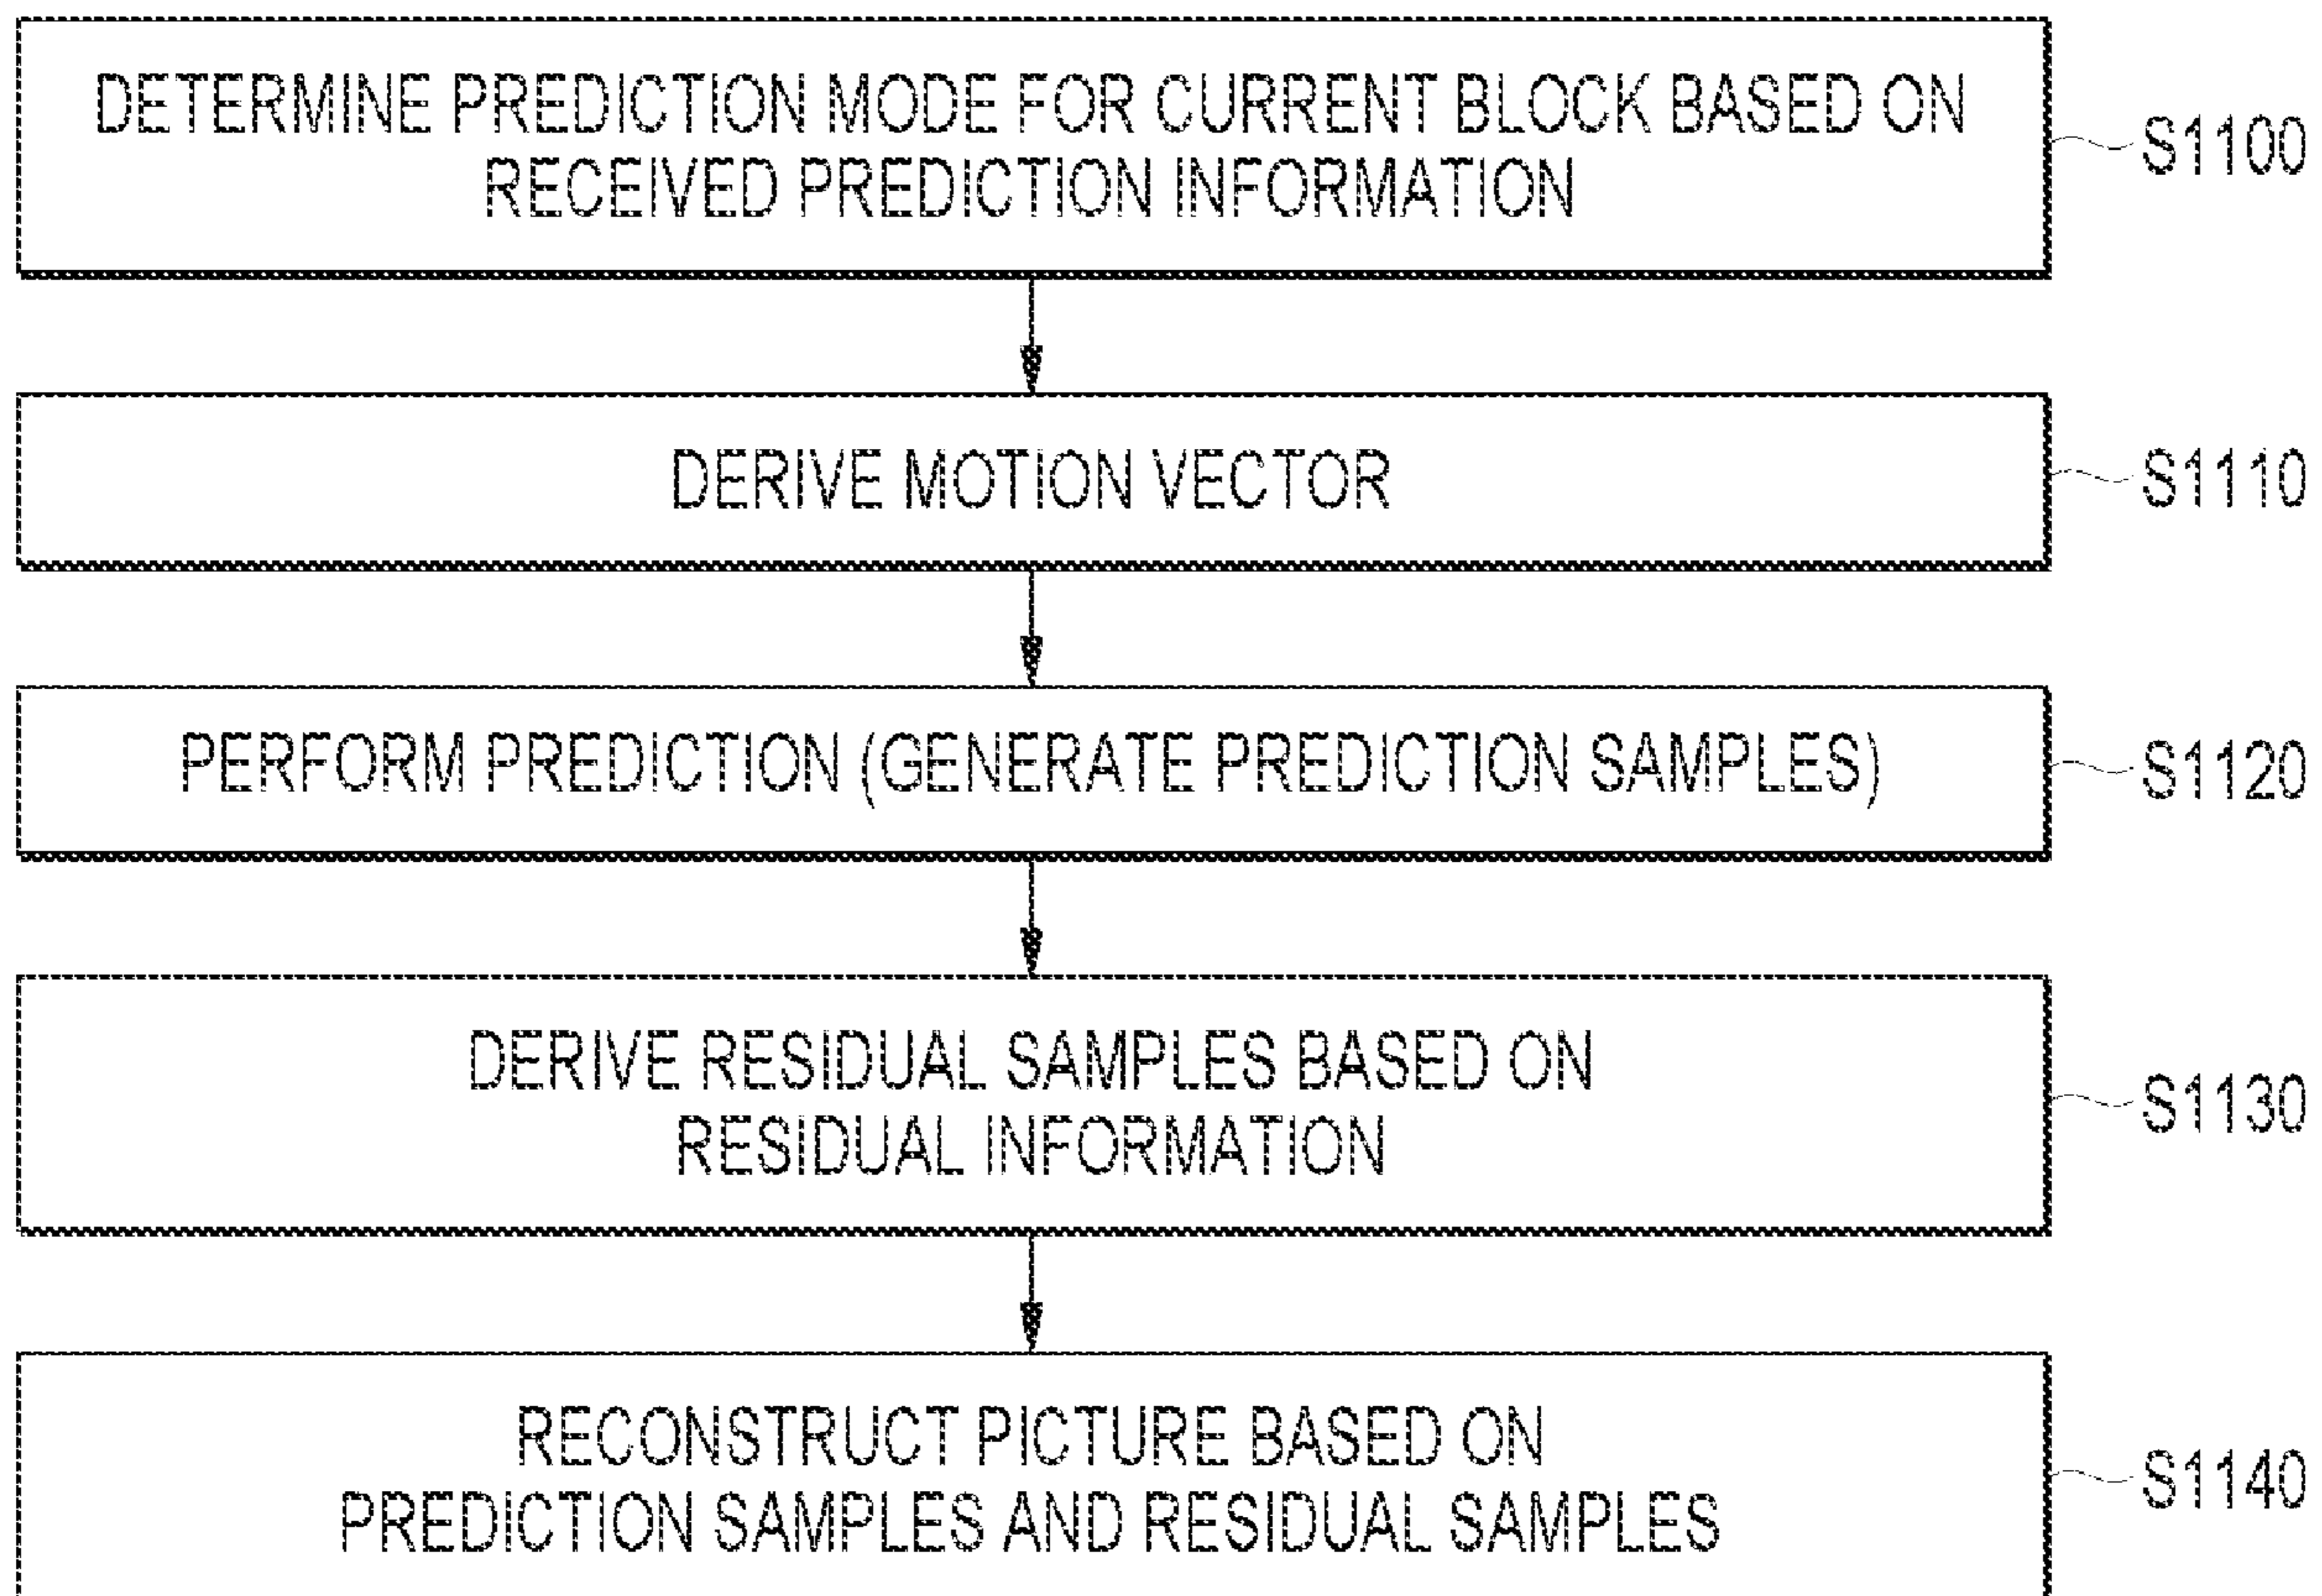 DETERMINE PREDICTION MODE FOR CURRENT BLOCK BASED ON
RECEIVED PREDICTION INFORMATION
S1100
DERIVE MOTION VECTOR
S1110
PERFORM PREDICTION (GENERATE PREDICTION SAMPLES)
S1120
DERIVE RESIDUAL SAMPLES BASED ON
RESIDUAL INFORMATION
S1130
RECONSTRUCT PICTURE BASED ON
PREDICTION SAMPLES AND RESIDUAL SAMPLES
S1140